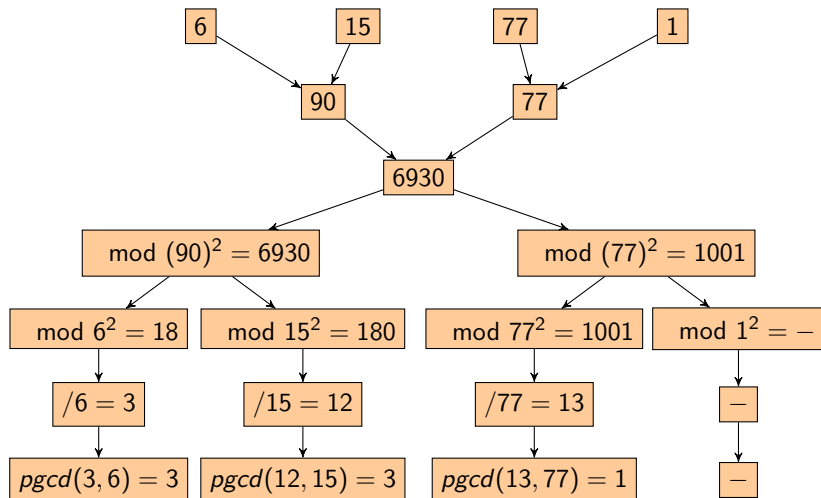 6 15 77 1
90 77
6930
mod (90)² = 6930 mod (77)² = 1001
mod 6² = 18 mod 15² = 180 mod 77² = 1001 mod 1² = −
/6 = 3 /15 = 12 /77 = 13 −
pgcd(3, 6) = 3 pgcd(12, 15) = 3 pgcd(13, 77) = 1 −